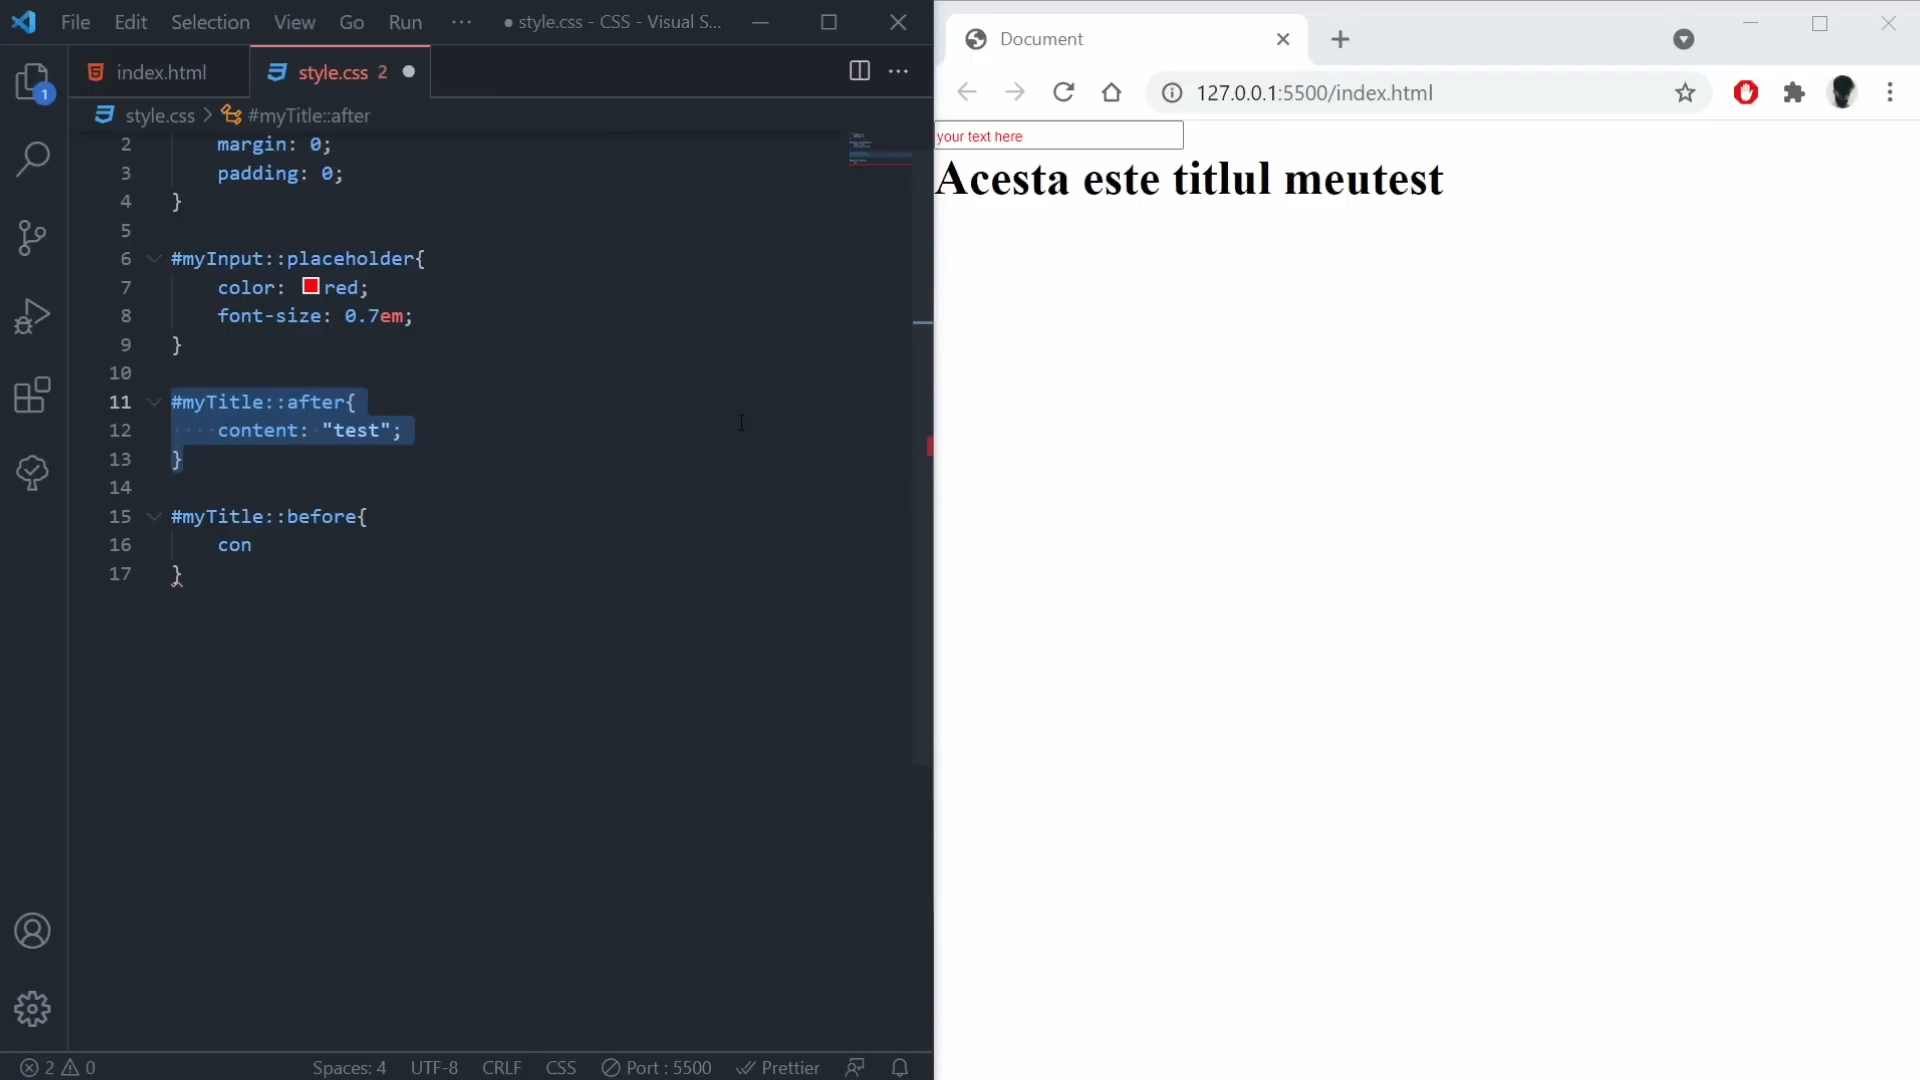 File Edit Selection View Go Run ··· ● style.css - CSS - Visual S...
index.html
style.css 2
style.css > #myTitle::after
2 margin: 0;
3 padding: 0;
4 }
5
6 #myInput::placeholder{
7 color: red;
8 font-size: 0.7em;
9 }
10
11 #myTitle::after{
12 content: "test";
13 }
14
15 #myTitle::before{
16 con
17 }
1
2 0 Spaces: 4 UTF-8 CRLF CSS Port : 5500 Prettier
Document
127.0.0.1:5500/index.html
your text here
Acesta este titlul meutest